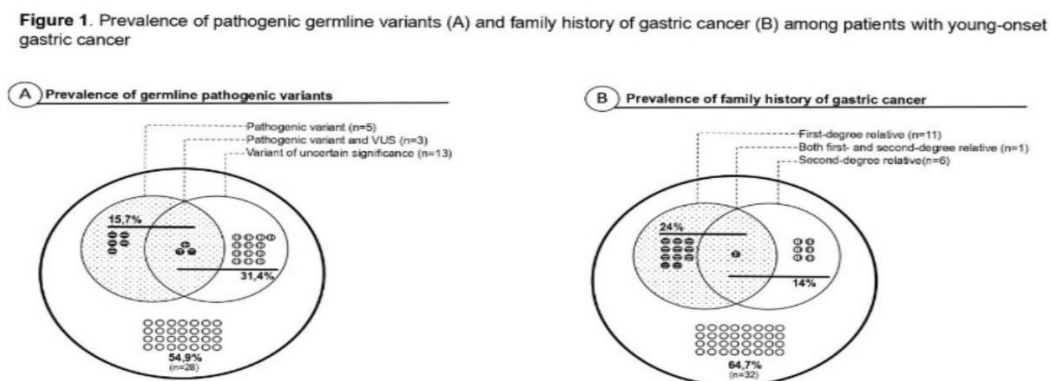 Figure 1. Prevalence of pathogenic germline variants (A) and family history of gastric cancer (B) among patients with young-onset
gastric cancer
A Prevalence of germline pathogenic variants
Pathogenic variant (n=5)
Pathogenic variant and VUS (n=3)
Variant of uncertain significance (n=13)
15,7%
31,4%
54,9%
(n=28)
B Prevalence of family history of gastric cancer
First-degree relative (n=11)
Both first- and second-degree relative (n=1)
Second-degree relative(n=6)
24%
14%
64,7%
(n=32)